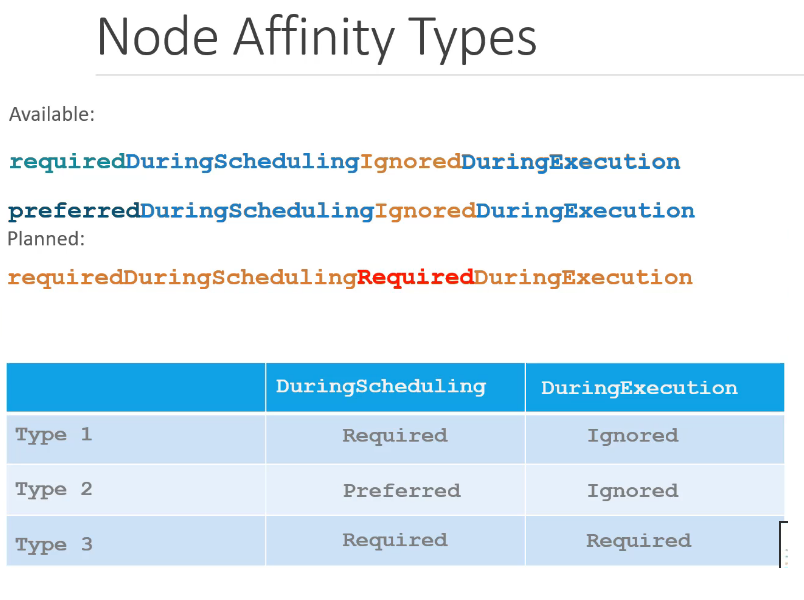 Node Affinity Types
Available:
requiredDuringSchedulingIgnoredDuringExecution
preferredDuringSchedulingIgnoredDuringExecution
Planned:
requiredDuringSchedulingRequiredDuringExecution
DuringScheduling DuringExecution
Type 1 Required Ignored
Type 2 Preferred Ignored
Type 3 Required Required